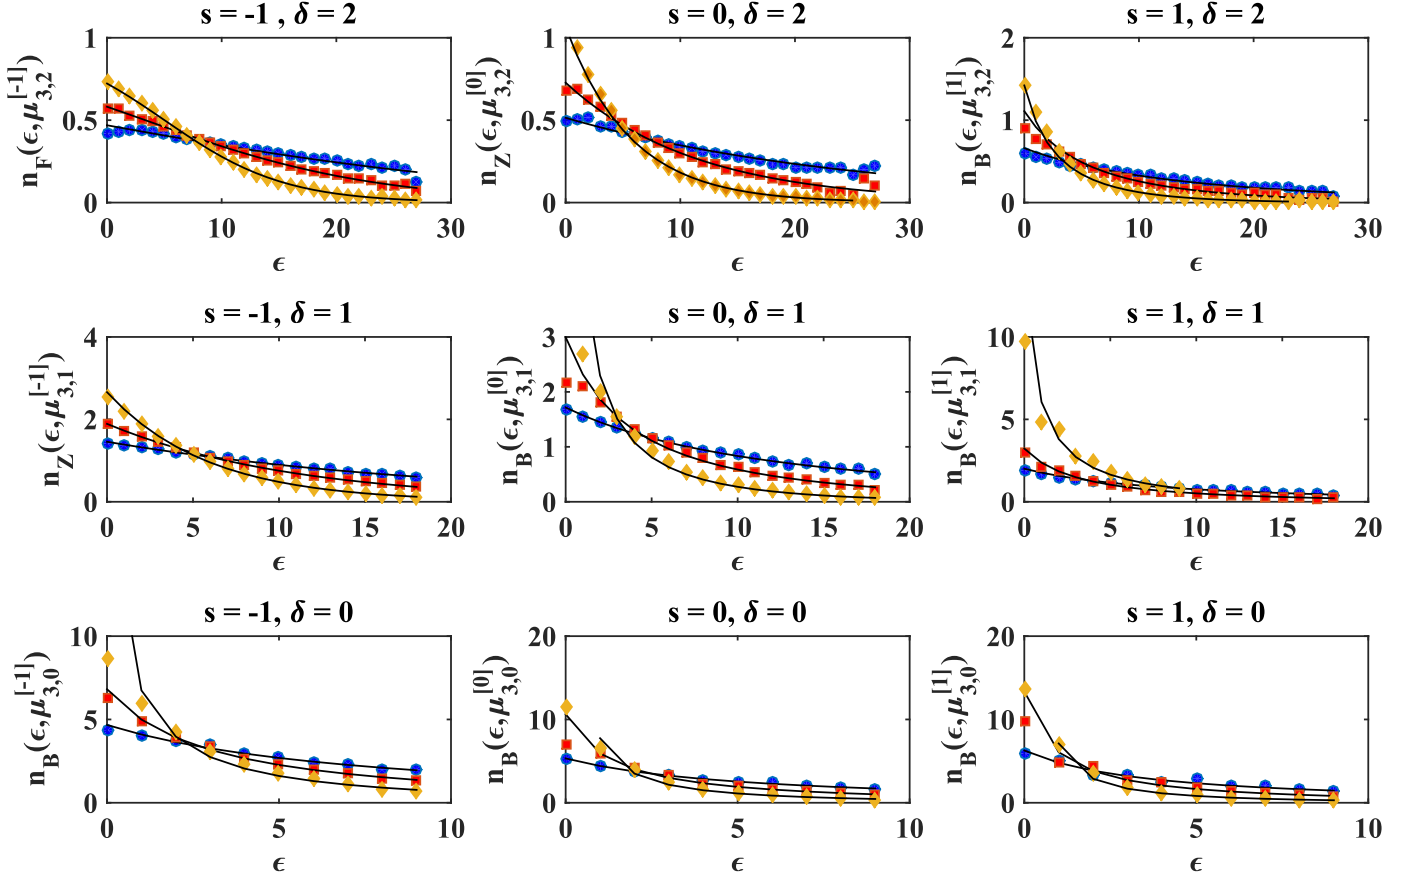 s = -1 , δ = 2
s = 0, δ = 2
s = 1, δ = 2
n_F(ϵ,μ_{3,2}^{[-1]})
1
0.5
0
0 10 20 30
ϵ
n_Z(ϵ,μ_{3,2}^{[0]})
1
0.5
0
0 10 20 30
ϵ
n_B(ϵ,μ_{3,2}^{[1]})
2
1
0
0 10 20 30
ϵ
s = -1, δ = 1
s = 0, δ = 1
s = 1, δ = 1
n_Z(ϵ,μ_{3,1}^{[-1]})
4
2
0
0 5 10 15 20
ϵ
n_B(ϵ,μ_{3,1}^{[0]})
3
2
1
0
0 5 10 15 20
ϵ
n_B(ϵ,μ_{3,1}^{[1]})
10
5
0
0 5 10 15 20
ϵ
s = -1, δ = 0
s = 0, δ = 0
s = 1, δ = 0
n_B(ϵ,μ_{3,0}^{[-1]})
10
5
0
0 5 10
ϵ
n_B(ϵ,μ_{3,0}^{[0]})
20
10
0
0 5 10
ϵ
n_B(ϵ,μ_{3,0}^{[1]})
20
10
0
0 5 10
ϵ